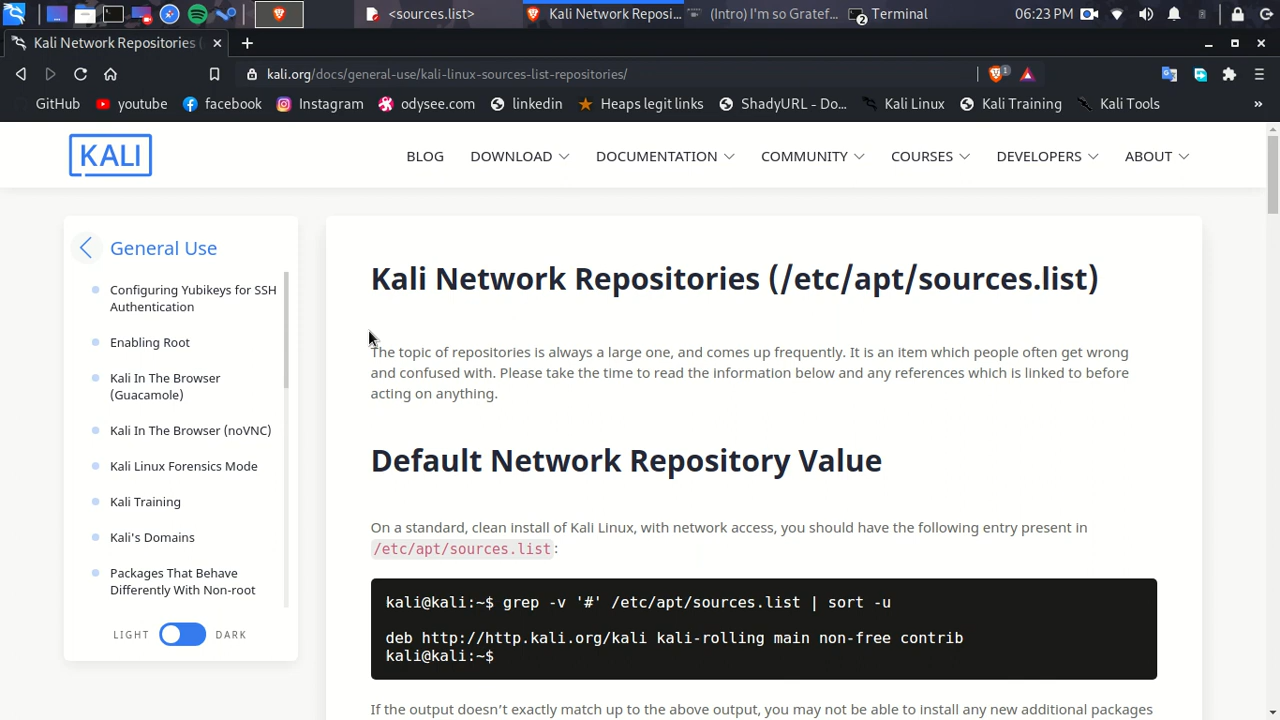 <sources.list>
Kali Network Reposi...
(Intro) I'm so Gratef...
2
Terminal
06:23 PM
Kali Network Repositories (
kali.org/docs/general-use/kali-linux-sources-list-repositories/
1
GitHub
youtube
facebook
Instagram
odysee.com
linkedin
Heaps legit links
ShadyURL - Do...
Kali Linux
Kali Training
Kali Tools
»
KALI
BLOG
DOWNLOAD
DOCUMENTATION
COMMUNITY
COURSES
DEVELOPERS
ABOUT
General Use
Configuring Yubikeys for SSH
Authentication
Enabling Root
Kali In The Browser
(Guacamole)
Kali In The Browser (noVNC)
Kali Linux Forensics Mode
Kali Training
Kali's Domains
Packages That Behave
Differently With Non-root
LIGHT
DARK
Kali Network Repositories (/etc/apt/sources.list)
The topic of repositories is always a large one, and comes up frequently. It is an item which people often get wrong
and confused with. Please take the time to read the information below and any references which is linked to before
acting on anything.
Default Network Repository Value
On a standard, clean install of Kali Linux, with network access, you should have the following entry present in
/etc/apt/sources.list:
kali@kali:~$ grep -v '#' /etc/apt/sources.list | sort -u
deb http://http.kali.org/kali kali-rolling main non-free contrib
kali@kali:~$
If the output doesn't exactly match up to the above output, you may not be able to install any new additional packages